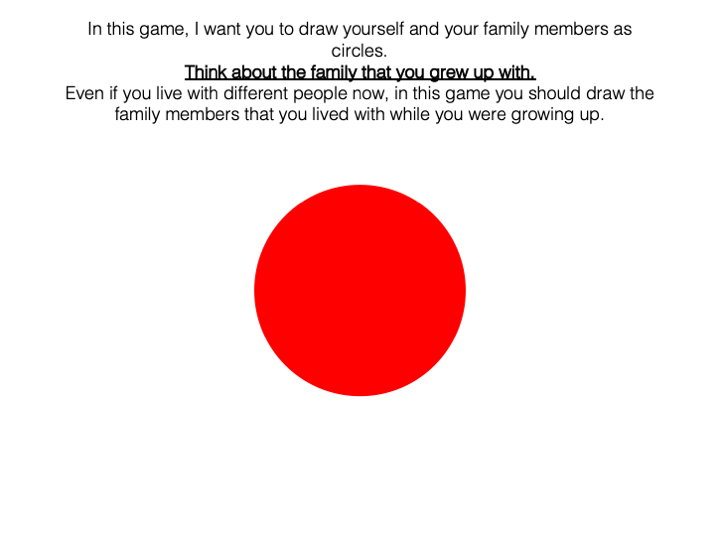 In this game, I want you to draw yourself and your family members as
circles.
Think about the family that you grew up with.
Even if you live with different people now, in this game you should draw the
family members that you lived with while you were growing up.